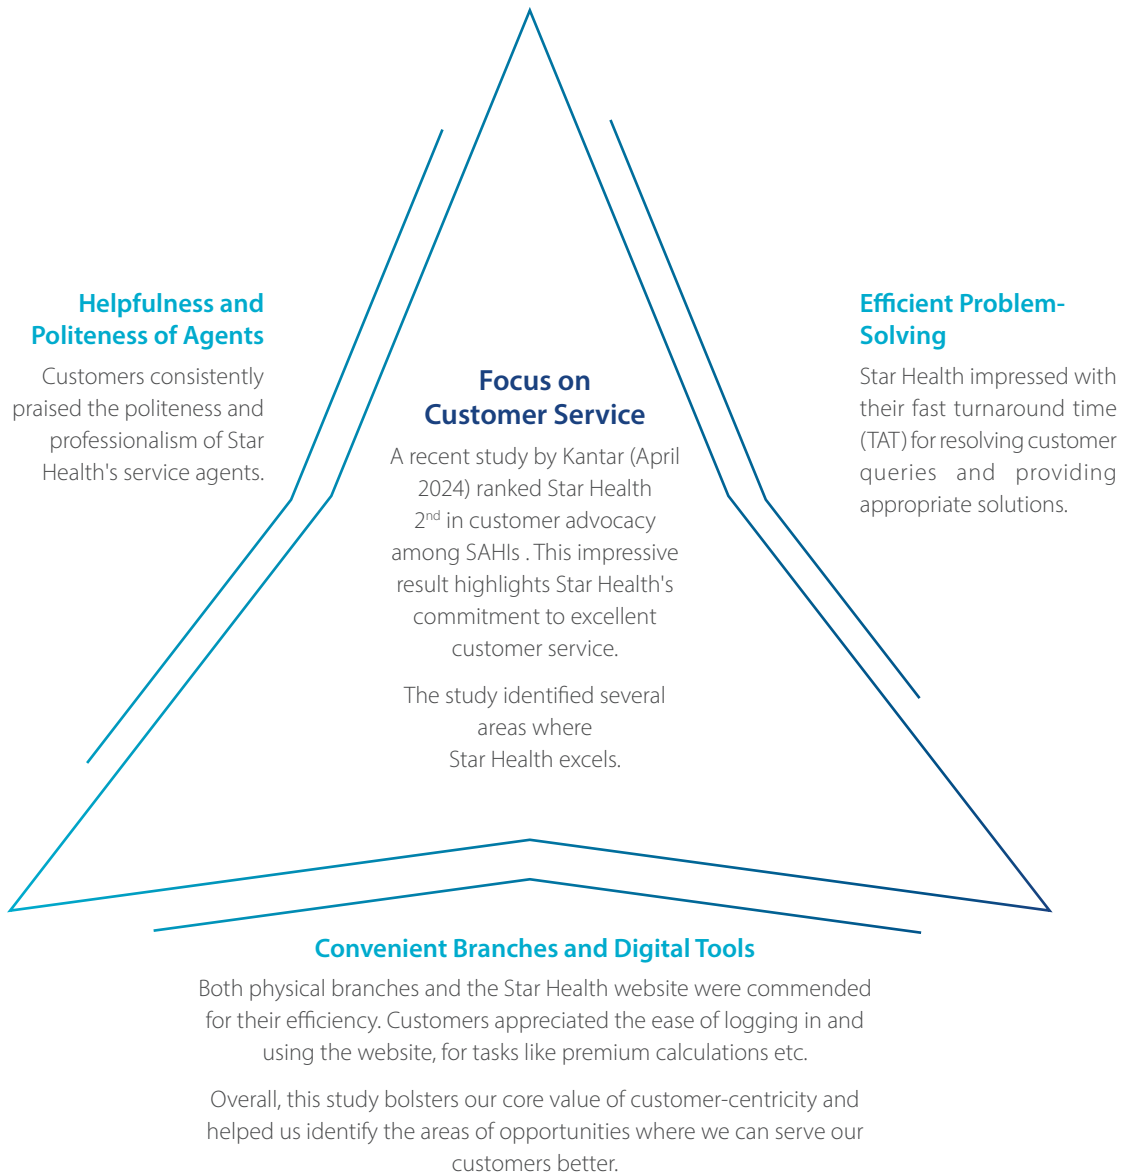 Helpfulness and
Politeness of Agents
Customers consistently
praised the politeness and
professionalism of Star
Health's service agents.
Focus on
Customer Service
A recent study by Kantar (April
2024) ranked Star Health
2nd in customer advocacy
among SAHIs . This impressive
result highlights Star Health's
commitment to excellent
customer service.
The study identified several
areas where
Star Health excels.
Efficient Problem-
Solving
Star Health impressed with
their fast turnaround time
(TAT) for resolving customer
queries and providing
appropriate solutions.
Convenient Branches and Digital Tools
Both physical branches and the Star Health website were commended
for their efficiency. Customers appreciated the ease of logging in and
using the website, for tasks like premium calculations etc.
Overall, this study bolsters our core value of customer-centricity and
helped us identify the areas of opportunities where we can serve our
customers better.